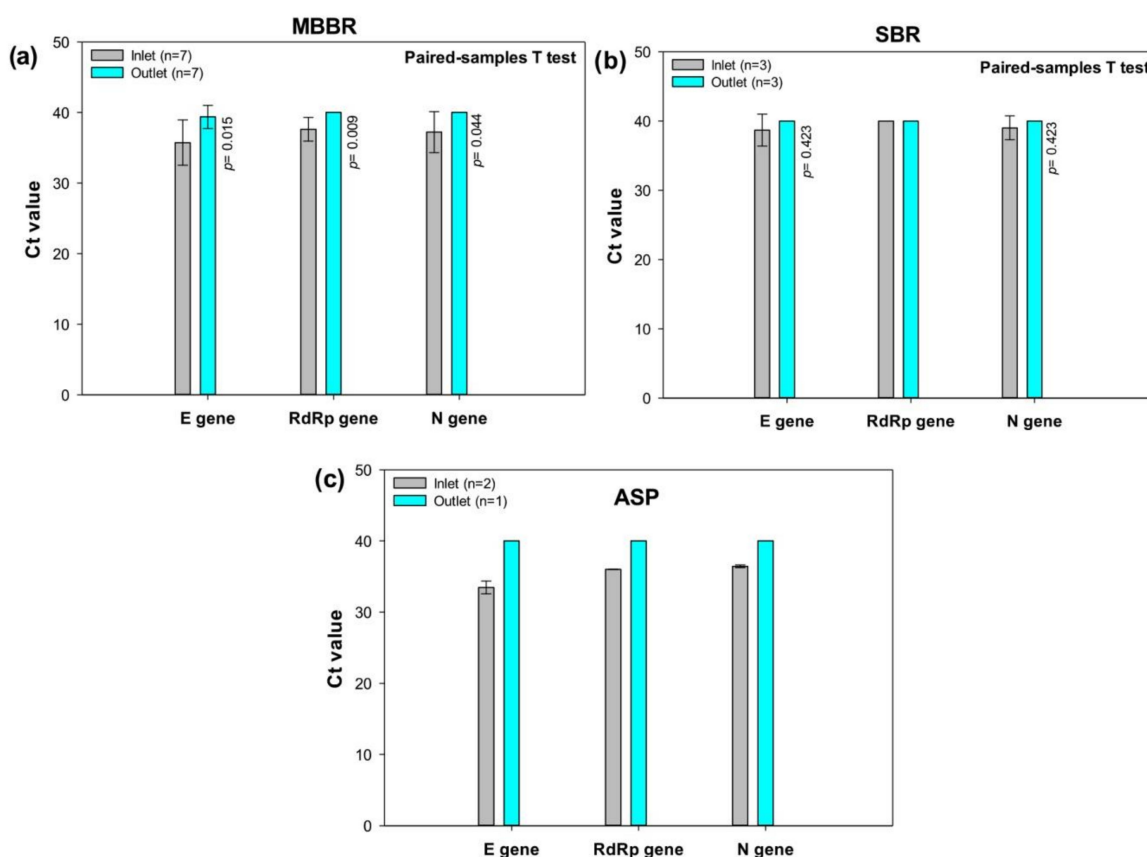 (a)
MBBR
Inlet (n=7)
Outlet (n=7)
Paired-samples T test
50
40
30
20
10
0
Ct value
p= 0.015
p= 0.009
p= 0.044
E gene
RdRp gene
N gene
(b)
SBR
Inlet (n=3)
Outlet (n=3)
Paired-samples T test
50
40
30
20
10
0
Ct value
p= 0.423
p= 0.423
E gene
RdRp gene
N gene
(c)
ASP
Inlet (n=2)
Outlet (n=1)
50
40
30
20
10
0
Ct value
E gene
RdRp gene
N gene